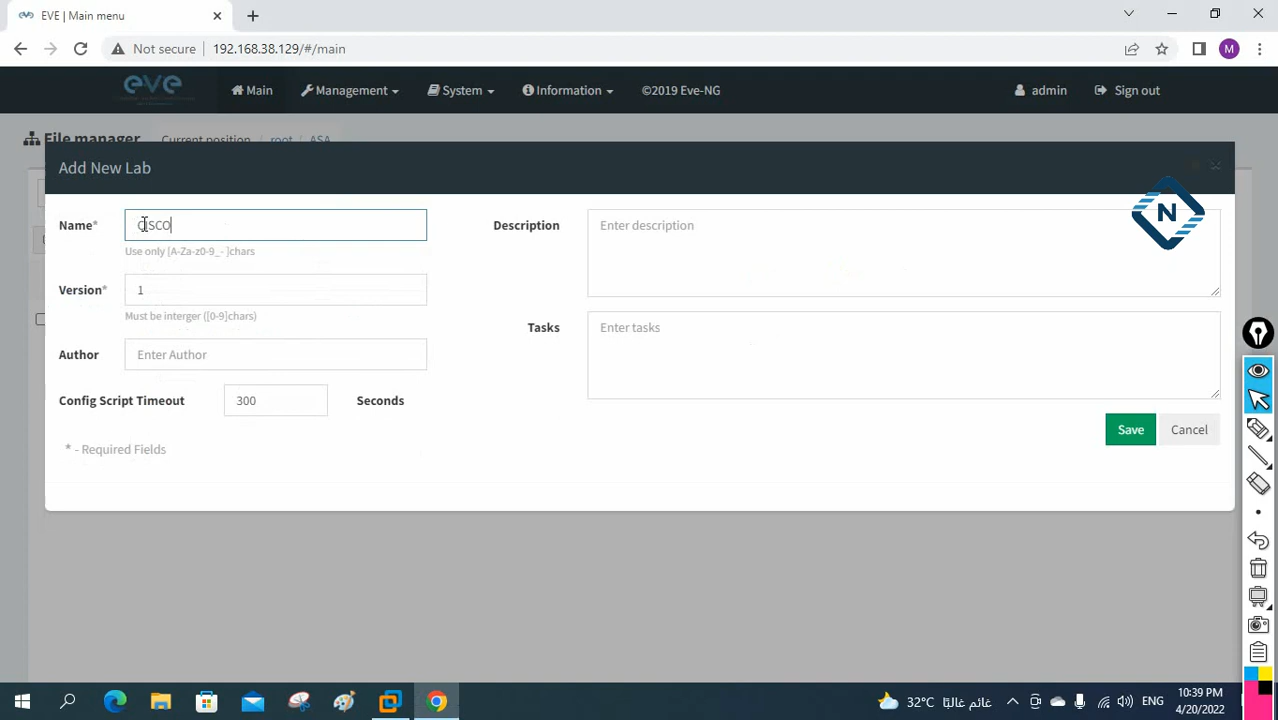 EVE | Main menu
Not secure
192.168.38.129/#/main
M
eve
Main
Management
System
Information
©2019 Eve-NG
admin
Sign out
File manager
Current position / root / ASA
Add New Lab
Name*
CISCO
Use only [A-Za-z0-9_- ]chars
Version*
1
Must be interger ([0-9]chars)
Author
Enter Author
Config Script Timeout
300
Seconds
* - Required Fields
Description
Enter description
Tasks
Enter tasks
Save
Cancel
N
32°C
غائم غالبًا
ENG
10:39 PM
4/20/2022